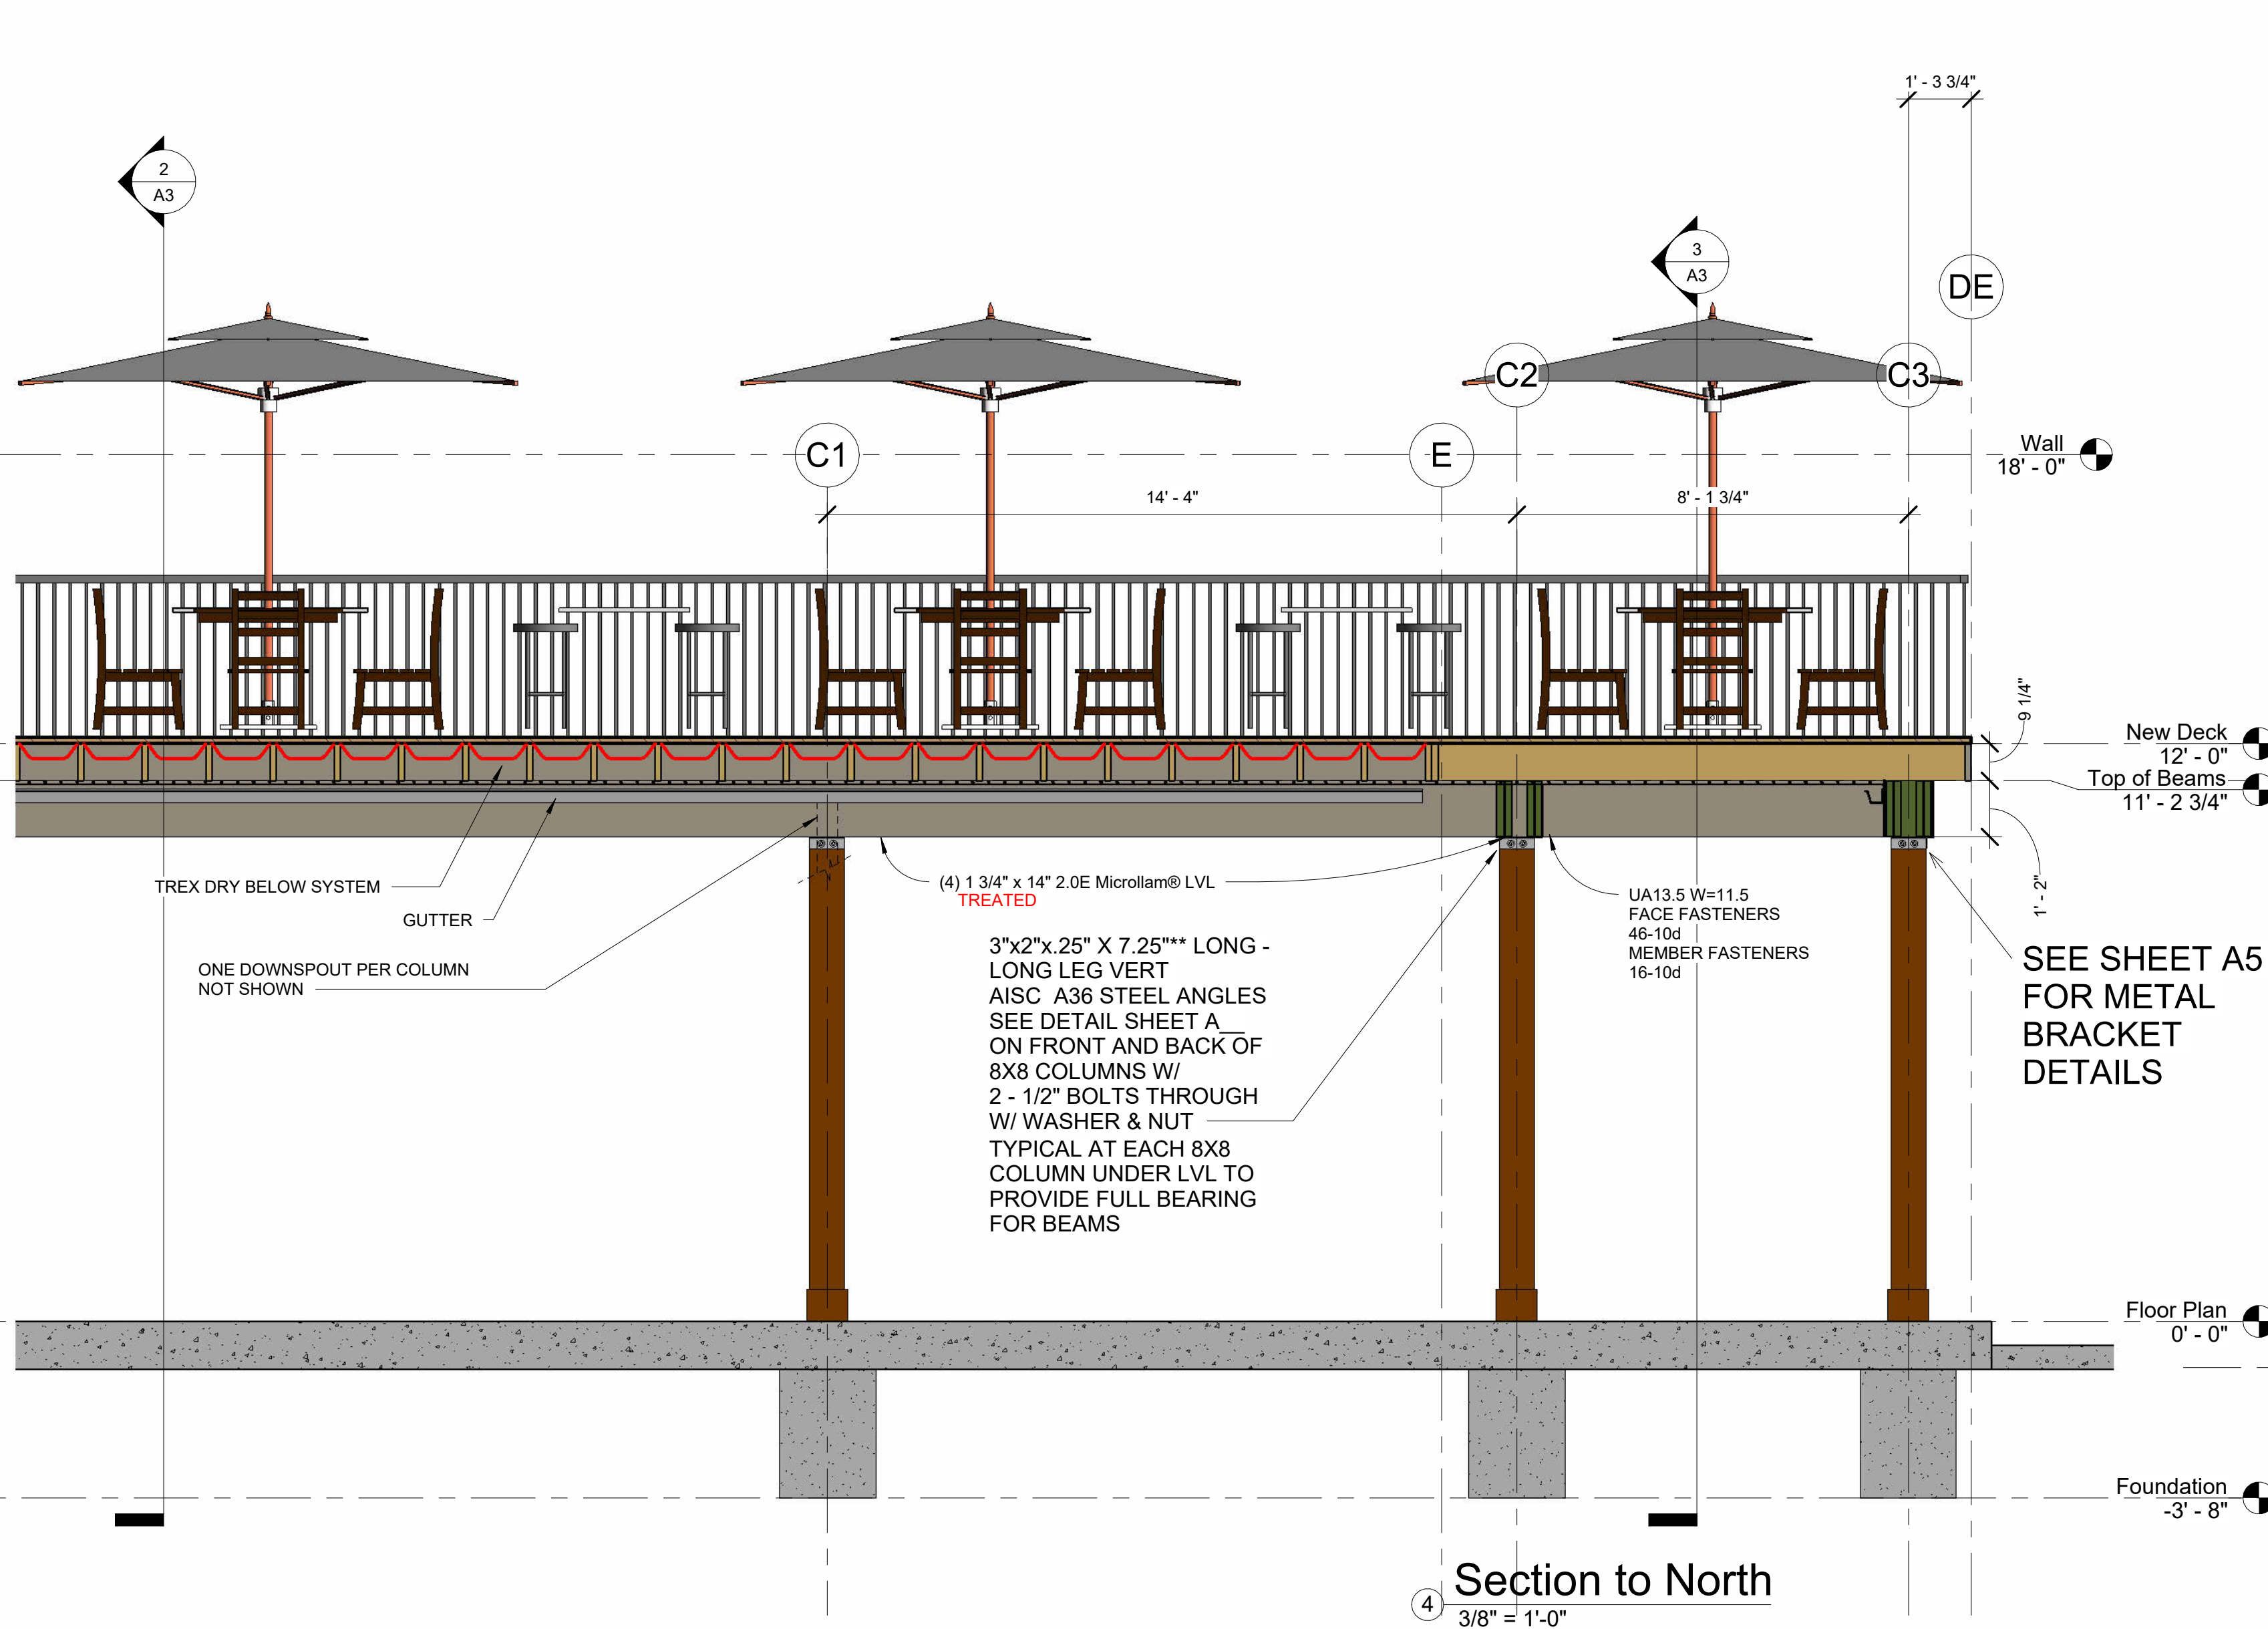 1' - 3 3/4"
2
A3
3
A3
DE
C2
C3
C1
E
Wall
18' - 0"
14' - 4"
8' - 1 3/4"
9 1/4"
New Deck
12' - 0"
Top of Beams
11' - 2 3/4"
1' - 2"
TREX DRY BELOW SYSTEM
GUTTER
ONE DOWNSPOUT PER COLUMN
NOT SHOWN
(4) 1 3/4" x 14" 2.0E Microllam® LVL
TREATED
3"x2"x.25" X 7.25"** LONG -
LONG LEG VERT
AISC A36 STEEL ANGLES
SEE DETAIL SHEET A__
ON FRONT AND BACK OF
8X8 COLUMNS W/
2 - 1/2" BOLTS THROUGH
W/ WASHER & NUT
TYPICAL AT EACH 8X8
COLUMN UNDER LVL TO
PROVIDE FULL BEARING
FOR BEAMS
UA13.5 W=11.5
FACE FASTENERS
46-10d
MEMBER FASTENERS
16-10d
SEE SHEET A5
FOR METAL
BRACKET
DETAILS
Floor Plan
0' - 0"
Foundation
-3' - 8"
4
Section to North
3/8" = 1'-0"